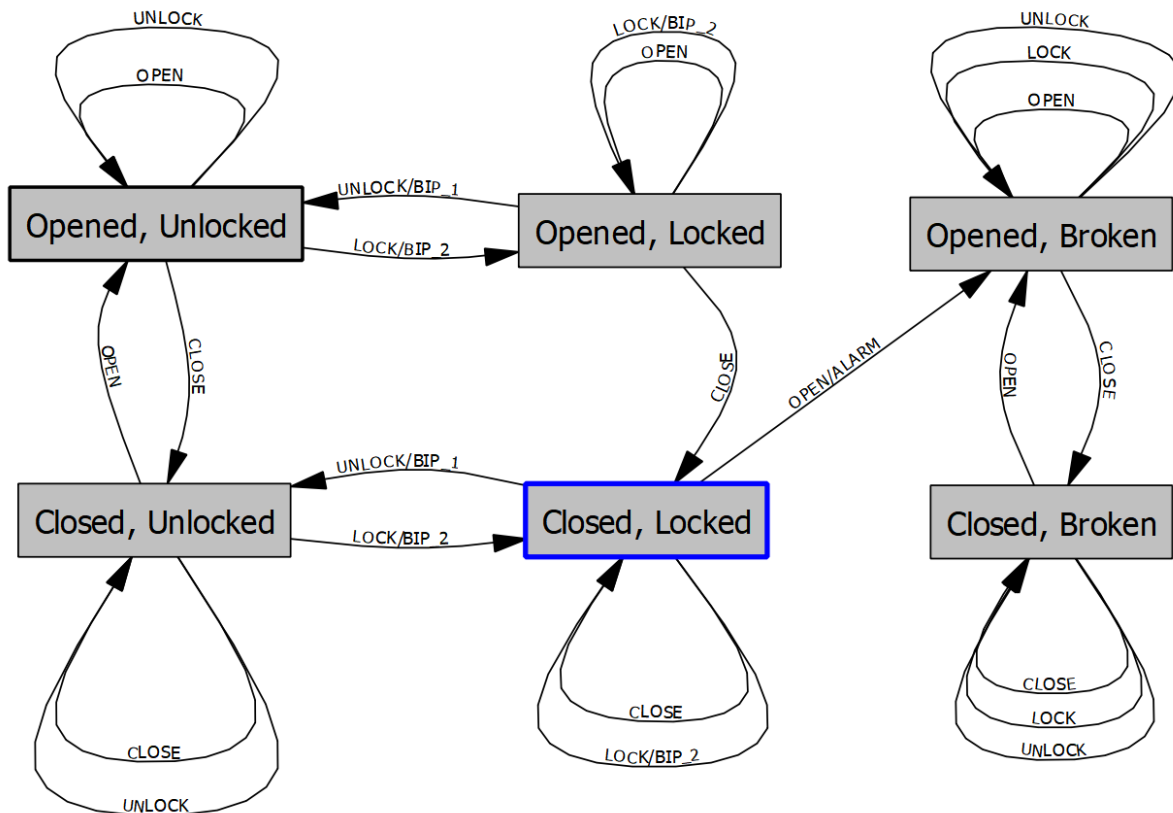 UNLOCK
OPEN
LOCK/BIP_2
OPEN
UNLOCK
LOCK
OPEN
Opened, Unlocked
UNLOCK/BIP_1
LOCK/BIP_2
Opened, Locked
Opened, Broken
OPEN
CLOSE
CLOSE
OPEN/ALARM
OPEN
CLOSE
Closed, Unlocked
UNLOCK/BIP_1
LOCK/BIP_2
Closed, Locked
Closed, Broken
CLOSE
UNLOCK
CLOSE
LOCK/BIP_2
CLOSE
LOCK
UNLOCK